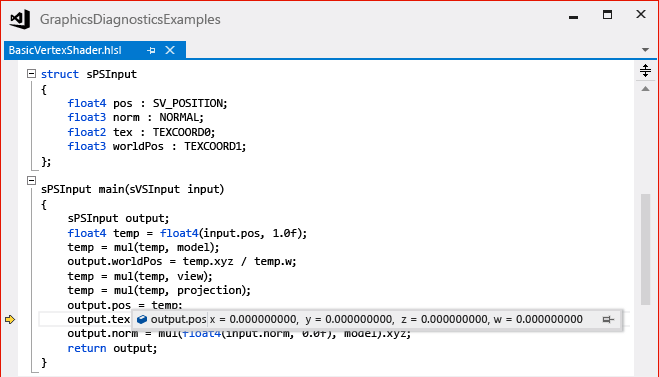 GraphicsDiagnosticsExamples
BasicVertexShader.hlsl
struct sPSInput
{
float4 pos : SV_POSITION;
float3 norm : NORMAL;
float2 tex : TEXCOORD0;
float3 worldPos : TEXCOORD1;
};
sPSInput main(sVSInput input)
{
sPSInput output;
float4 temp = float4(input.pos, 1.0f);
temp = mul(temp, model);
output.worldPos = temp.xyz / temp.w;
temp = mul(temp, view);
temp = mul(temp, projection);
output.pos = temp;
output.tex output.pos x = 0.000000000, y = 0.000000000, z = 0.000000000, w = 0.000000000
output.norm = mul(float4(input.norm, 0.0f), model).xyz;
return output;
}